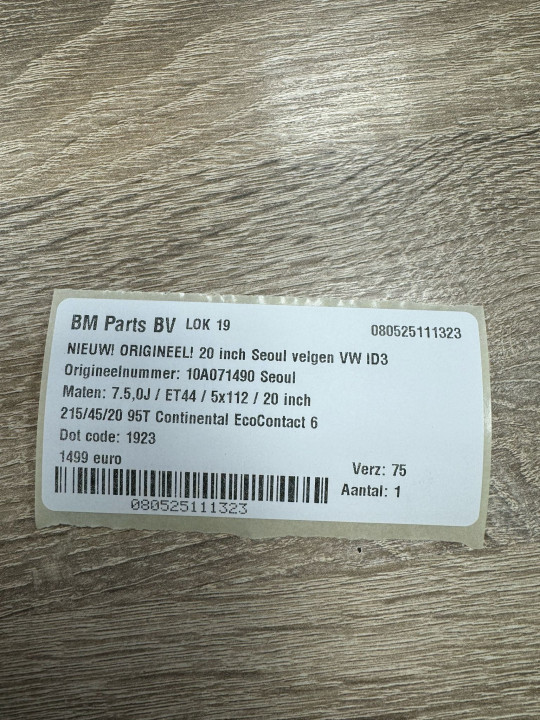 BM Parts BV LOK 19 080525111323
NIEUW! ORIGINEEL! 20 inch Seoul velgen VW ID3
Origineelnummer: 10A071490 Seoul
Maten: 7.5,0J / ET44 / 5x112 / 20 inch
215/45/20 95T Continental EcoContact 6
Dot code: 1923
1499 euro
Verz: 75
Aantal: 1
080525111323